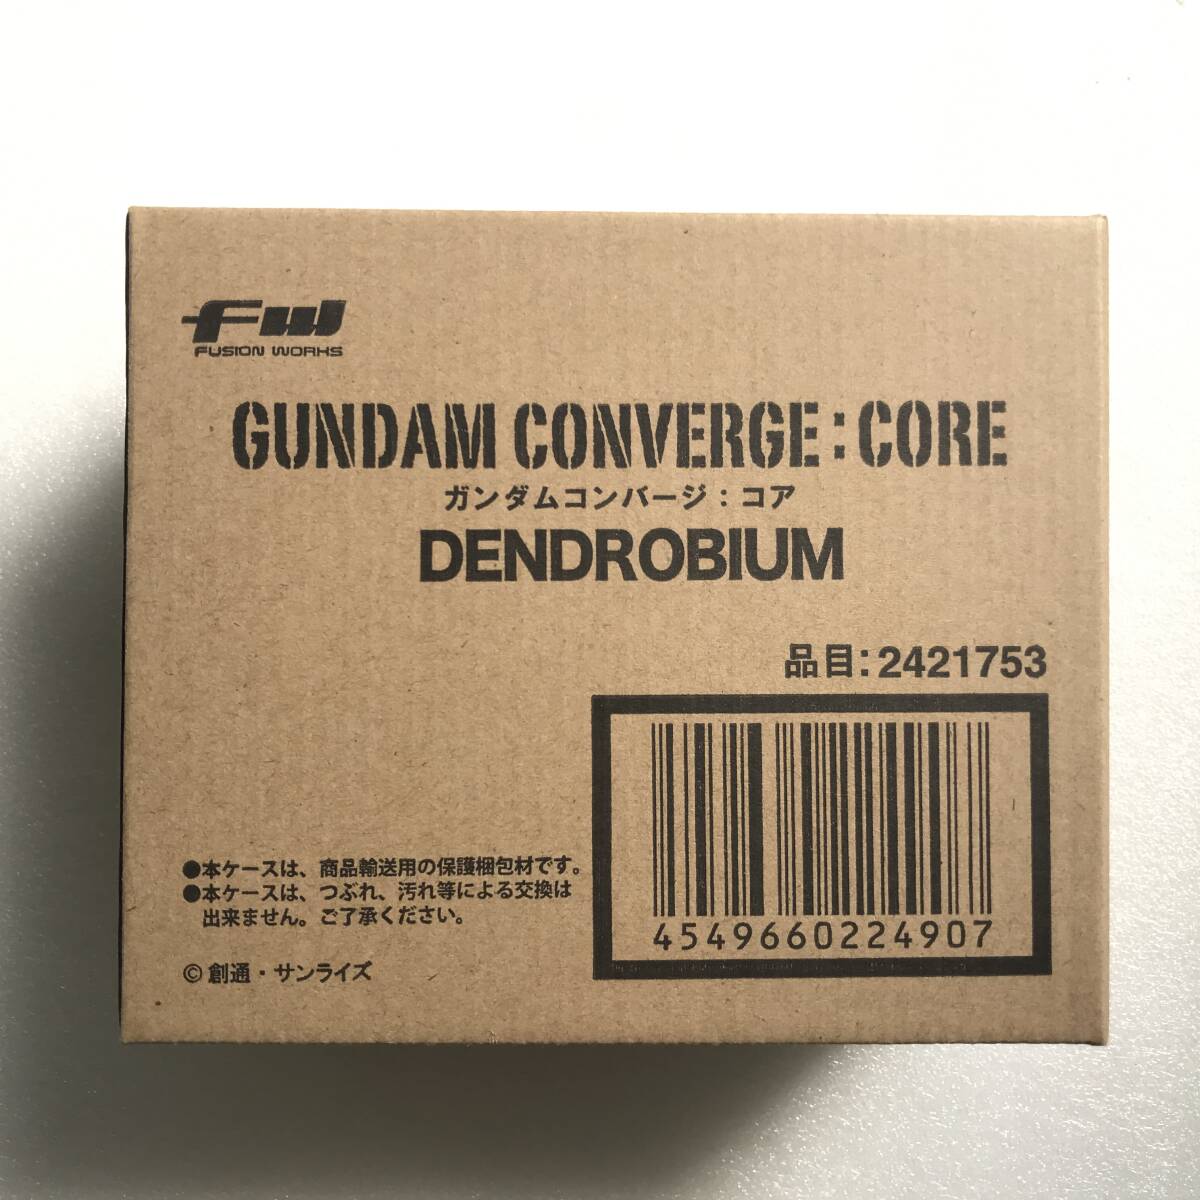 FW
FUSION WORKS
GUNDAM CONVERGE:CORE
ガンダムコンバージ:コア
DENDROBIUM
品目:2421753
●本ケースは、商品輸送用の保護梱包材です。
●本ケースは、つぶれ、汚れ等による交換は
出来ません。ご了承ください。
4549660224907
©創通・サンライズ